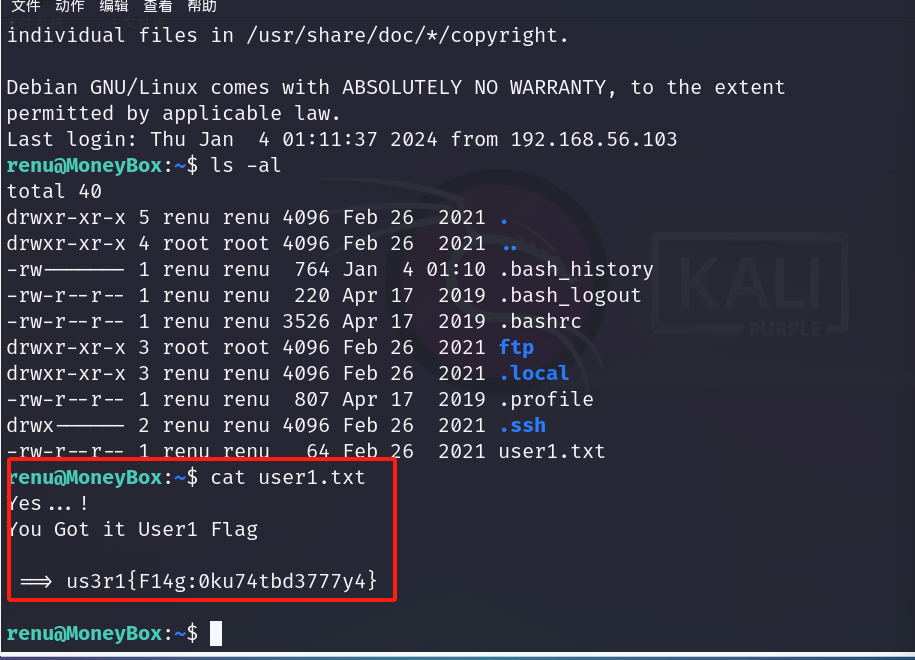 文件 动作 编辑 查看 帮助
individual files in /usr/share/doc/*/copyright.
Debian GNU/Linux comes with ABSOLUTELY NO WARRANTY, to the extent
permitted by applicable law.
Last login: Thu Jan  4 01:11:37 2024 from 192.168.56.103
renu@MoneyBox:~$ ls -al
total 40
drwxr-xr-x 5 renu renu 4096 Feb 26  2021 .
drwxr-xr-x 4 root root 4096 Feb 26  2021 ..
-rw------- 1 renu renu  764 Jan  4 01:10 .bash_history
-rw-r--r-- 1 renu renu  220 Apr 17  2019 .bash_logout
-rw-r--r-- 1 renu renu 3526 Apr 17  2019 .bashrc
drwxr-xr-x 3 root root 4096 Feb 26  2021 ftp
drwxr-xr-x 3 renu renu 4096 Feb 26  2021 .local
-rw-r--r-- 1 renu renu  807 Apr 17  2019 .profile
drwx------ 2 renu renu 4096 Feb 26  2021 .ssh
-rw-r--r-- 1 renu renu   64 Feb 26  2021 user1.txt
KALI
PURPLE
renu@MoneyBox:~$ cat user1.txt
Yes...!
You Got it User1 Flag
==> us3r1{F14g:0ku74tbd3777y4}
renu@MoneyBox:~$